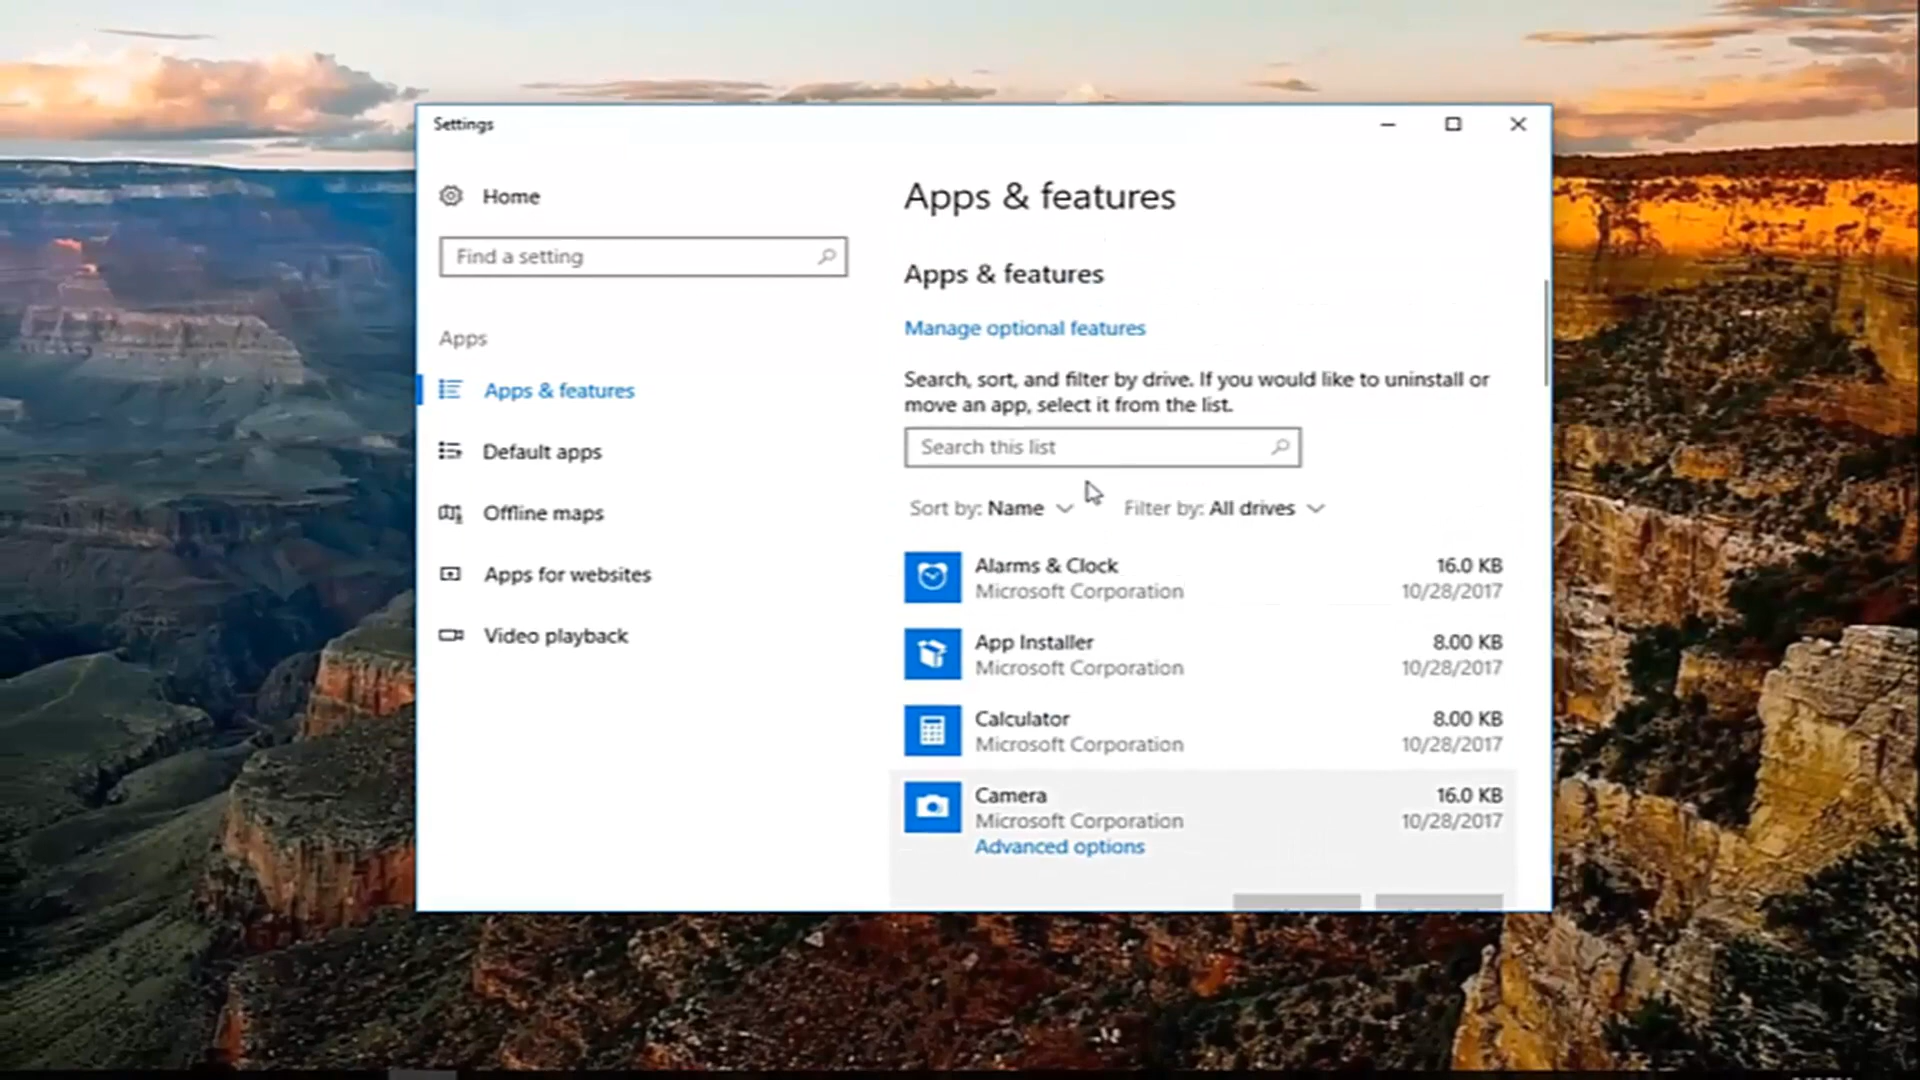 Settings
Home
Find a setting
Apps
Apps & features
Default apps
Offline maps
Apps for websites
Video playback
Apps & features
Apps & features
Manage optional features
Search, sort, and filter by drive. If you would like to uninstall or
move an app, select it from the list.
Search this list
Sort by: Name Filter by: All drives
Alarms & Clock 16.0 KB
Microsoft Corporation 10/28/2017
App Installer 8.00 KB
Microsoft Corporation 10/28/2017
Calculator 8.00 KB
Microsoft Corporation 10/28/2017
Camera 16.0 KB
Microsoft Corporation 10/28/2017
Advanced options